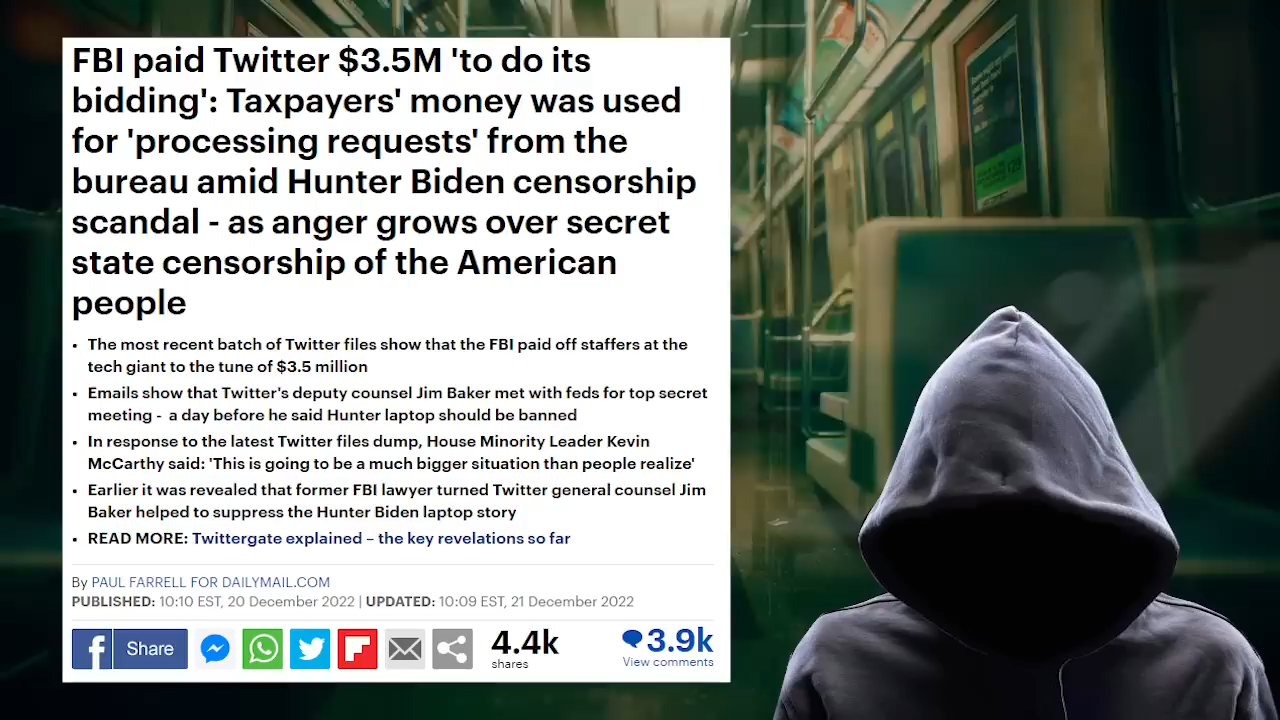 FBI paid Twitter $3.5M 'to do its
bidding': Taxpayers' money was used
for 'processing requests' from the
bureau amid Hunter Biden censorship
scandal - as anger grows over secret
state censorship of the American
people
• The most recent batch of Twitter files show that the FBI paid off staffers at the
tech giant to the tune of $3.5 million
• Emails show that Twitter's deputy counsel Jim Baker met with feds for top secret
meeting - a day before he said Hunter laptop should be banned
• In response to the latest Twitter files dump, House Minority Leader Kevin
McCarthy said: 'This is going to be a much bigger situation than people realize'
• Earlier it was revealed that former FBI lawyer turned Twitter general counsel Jim
Baker helped to suppress the Hunter Biden laptop story
• READ MORE: Twittergate explained – the key revelations so far
By PAUL FARRELL FOR DAILYMAIL.COM
PUBLISHED: 10:10 EST, 20 December 2022 | UPDATED: 10:09 EST, 21 December 2022
f Share
4.4k
shares
3.9k
View comments